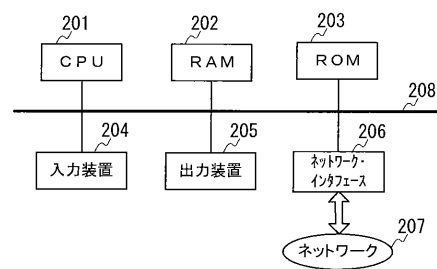 201
202
203
CPU
RAM
ROM
208
204
205
206
入力装置
出力装置
ネットワーク・
インタフェース
207
ネットワーク